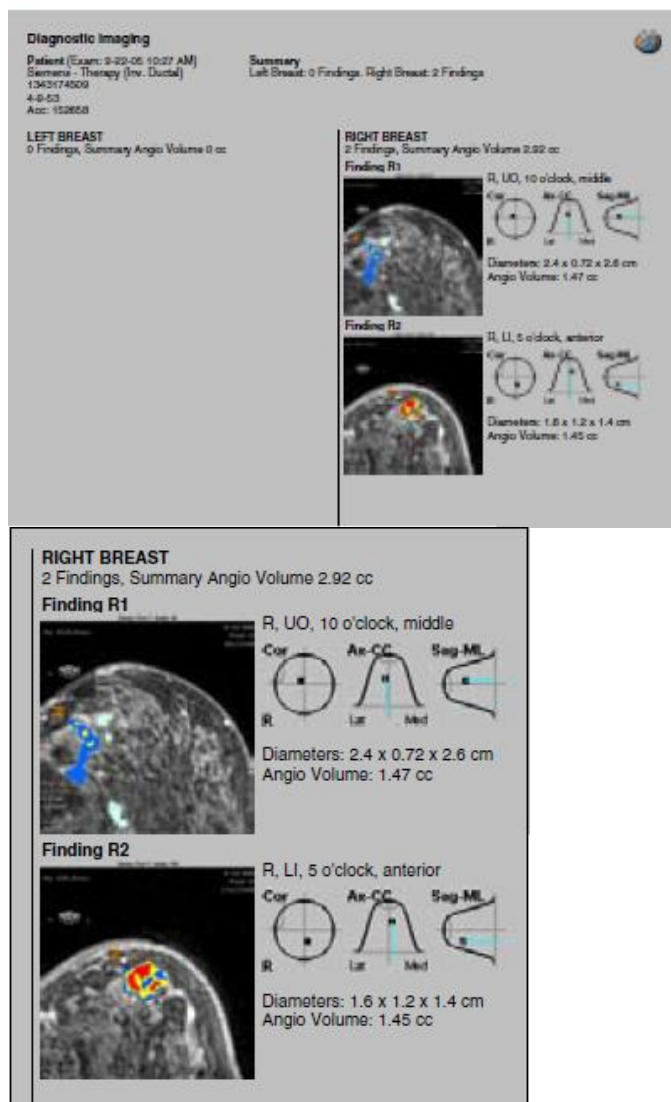 Diagnostic Imaging
Patient (Exam: 9-22-05 10:27 AM)
Siemens - Therapy (Inv. Ductal)
1343174509
4-9-53
Acc: 152658
Summary
Left Breast: 0 Findings. Right Breast: 2 Findings
LEFT BREAST
0 Findings, Summary Angio Volume 0 cc
RIGHT BREAST
2 Findings, Summary Angio Volume 2.92 cc
Finding R1
R, UO, 10 o'clock, middle
Cor Ax-CC Sag-ML
R Lat Med
Diameters: 2.4 x 0.72 x 2.6 cm
Angio Volume: 1.47 cc
Finding R2
R, LI, 5 o'clock, anterior
Cor Ax-CC Sag-ML
R Lat Med
Diameters: 1.6 x 1.2 x 1.4 cm
Angio Volume: 1.45 cc
RIGHT BREAST
2 Findings, Summary Angio Volume 2.92 cc
Finding R1
R, UO, 10 o'clock, middle
Cor Ax-CC Sag-ML
R Lat Med
Diameters: 2.4 x 0.72 x 2.6 cm
Angio Volume: 1.47 cc
Finding R2
R, LI, 5 o'clock, anterior
Cor Ax-CC Sag-ML
R Lat Med
Diameters: 1.6 x 1.2 x 1.4 cm
Angio Volume: 1.45 cc